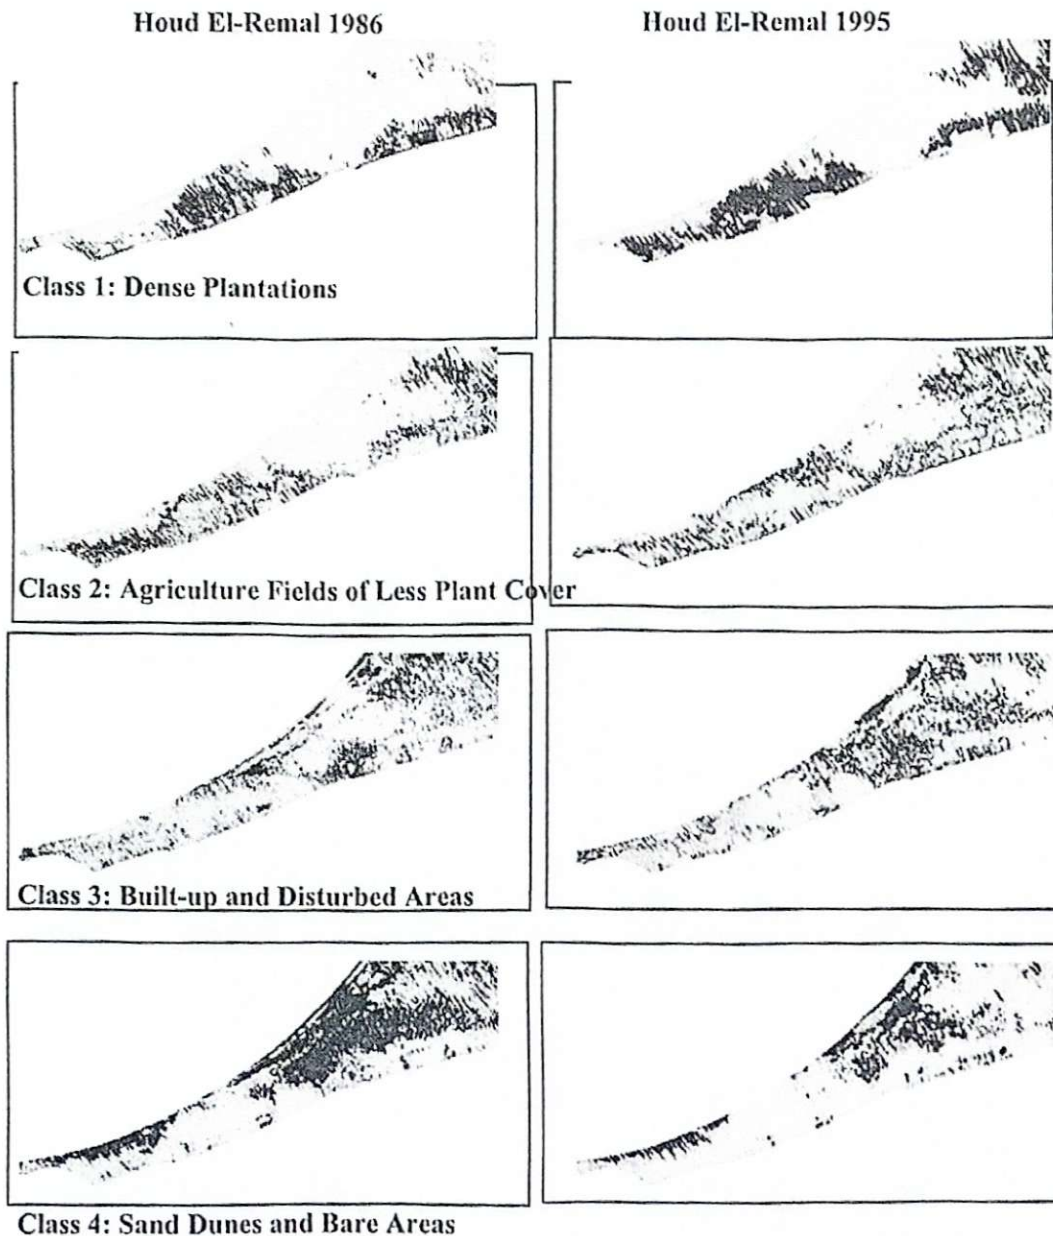 Houd El-Remal 1986
Houd El-Remal 1995
Class 1: Dense Plantations
Class 2: Agriculture Fields of Less Plant Cover
Class 3: Built-up and Disturbed Areas
Class 4: Sand Dunes and Bare Areas